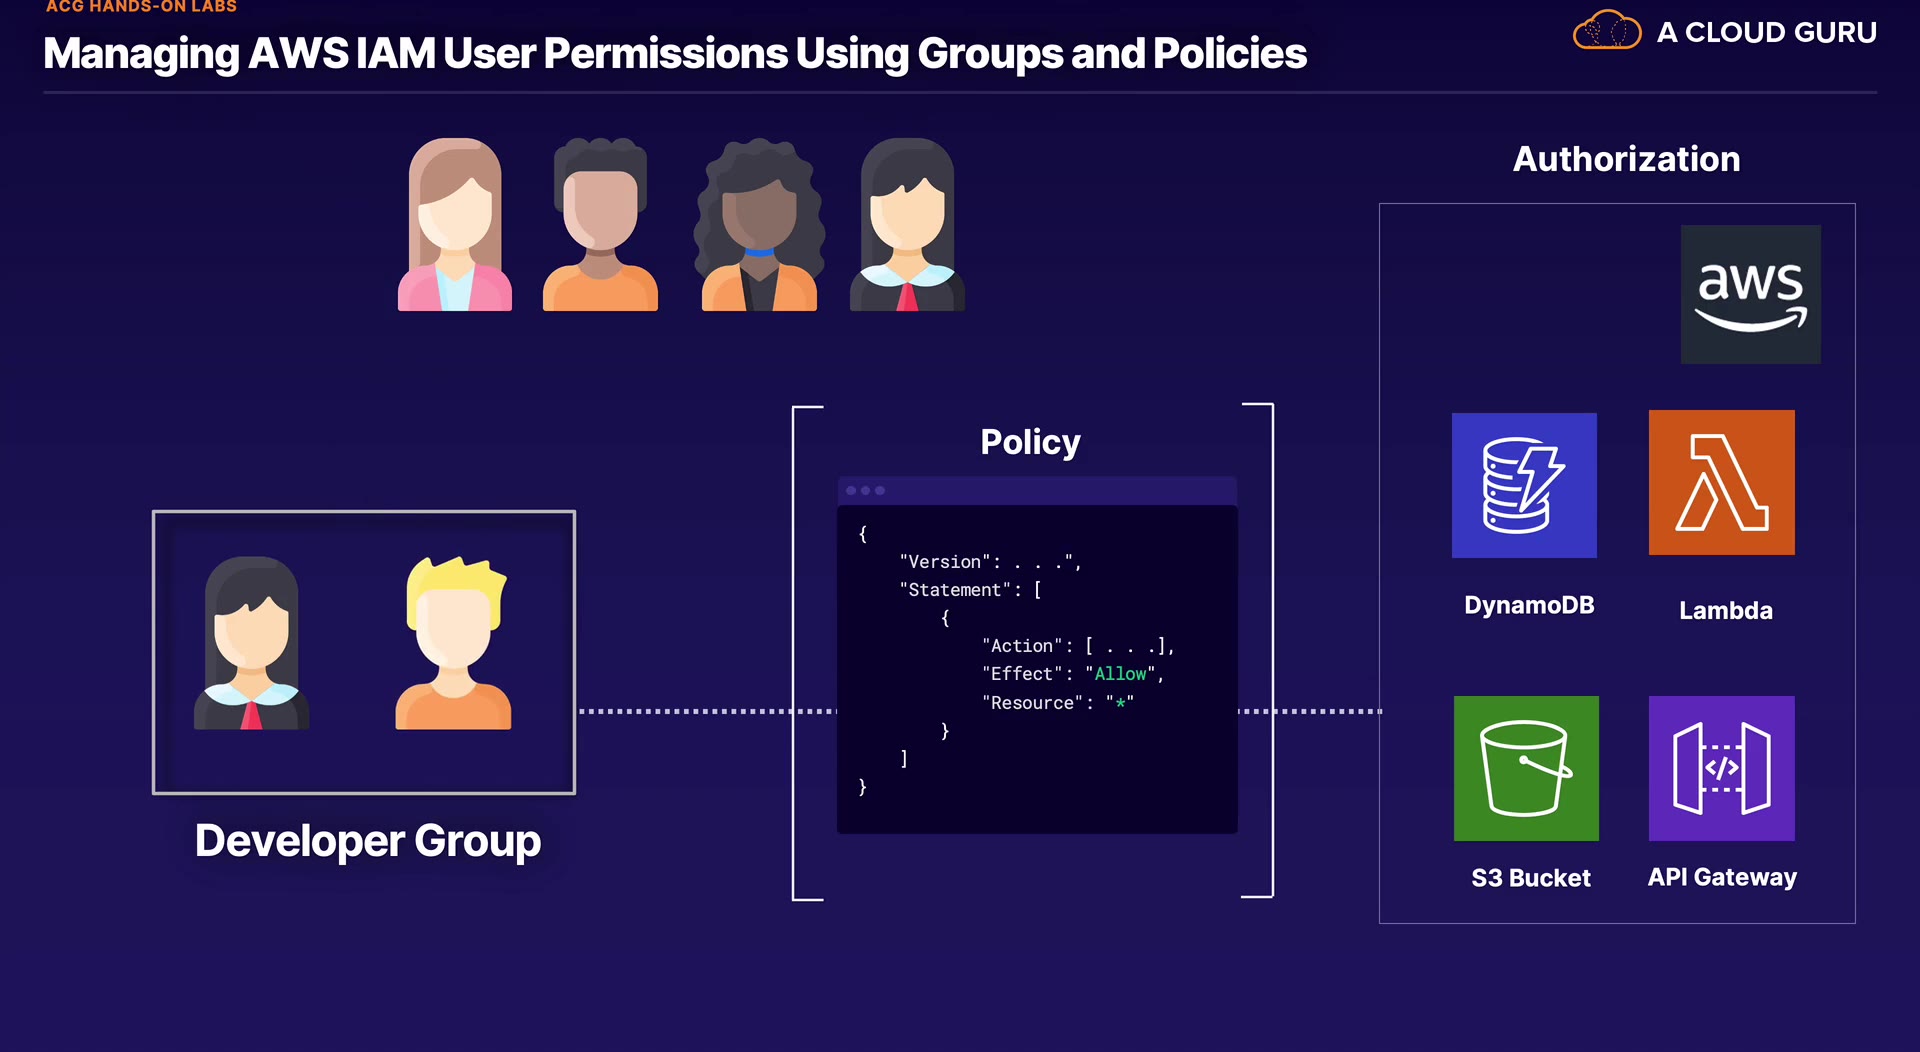 ACG HANDS-ON LABS
Managing AWS IAM User Permissions Using Groups and Policies
A CLOUD GURU
Authorization
aws
Policy
{
"Version": . . .",
"Statement": [
{
"Action": [ . . .],
"Effect": "Allow",
"Resource": "*"
}
]
}
DynamoDB
Lambda
Developer Group
S3 Bucket
API Gateway